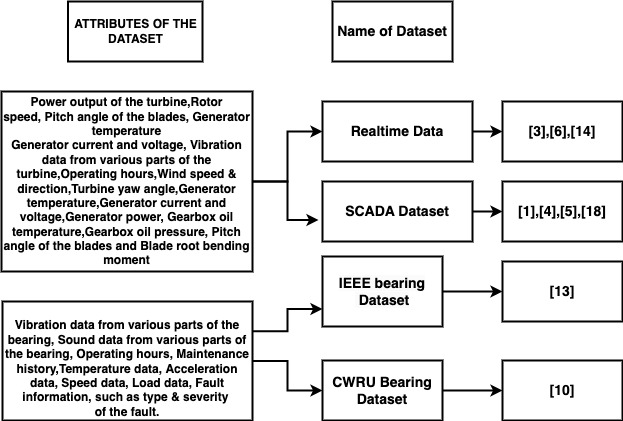 ATTRIBUTES OF THE
DATASET
Name of Dataset
Power output of the turbine,Rotor
speed, Pitch angle of the blades, Generator
temperature
Generator current and voltage, Vibration
data from various parts of the
turbine,Operating hours,Wind speed &
direction,Turbine yaw angle,Generator
temperature,Generator current and
voltage,Generator power, Gearbox oil
temperature,Gearbox oil pressure, Pitch
angle of the blades and Blade root bending
moment
Realtime Data
[3],[6],[14]
SCADA Dataset
[1],[4],[5],[18]
IEEE bearing
Dataset
[13]
Vibration data from various parts of the
bearing, Sound data from various parts of
the bearing, Operating hours, Maintenance
history,Temperature data, Acceleration
data, Speed data, Load data, Fault
information, such as type & severity
of the fault.
CWRU Bearing
Dataset
[10]